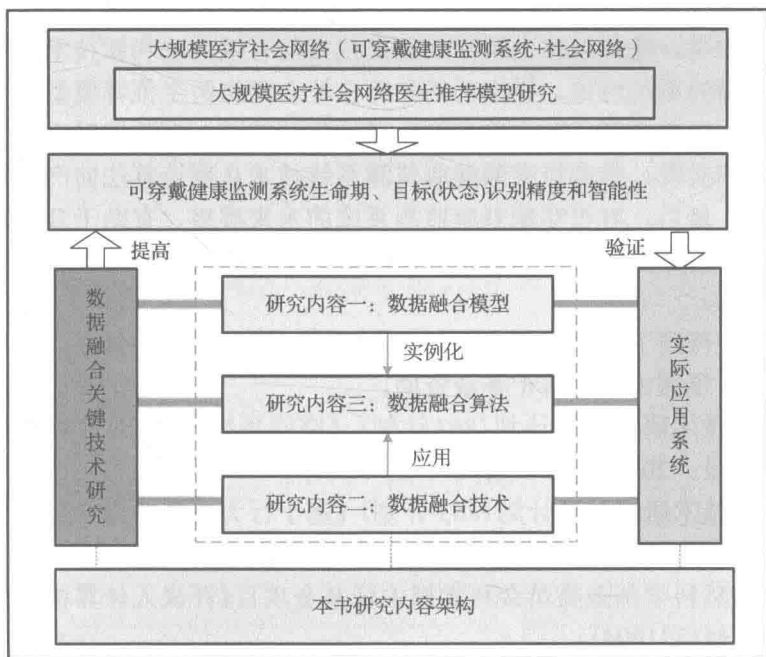 大规模医疗社会网络（可穿戴健康监测系统+社会网络）
大规模医疗社会网络医生推荐模型研究
可穿戴健康监测系统生命期、目标(状态)识别精度和智能性
提高
验证
数据融合关键技术研究
研究内容一：数据融合模型
实例化
研究内容三：数据融合算法
应用
研究内容二：数据融合技术
实际应用系统
本书研究内容架构